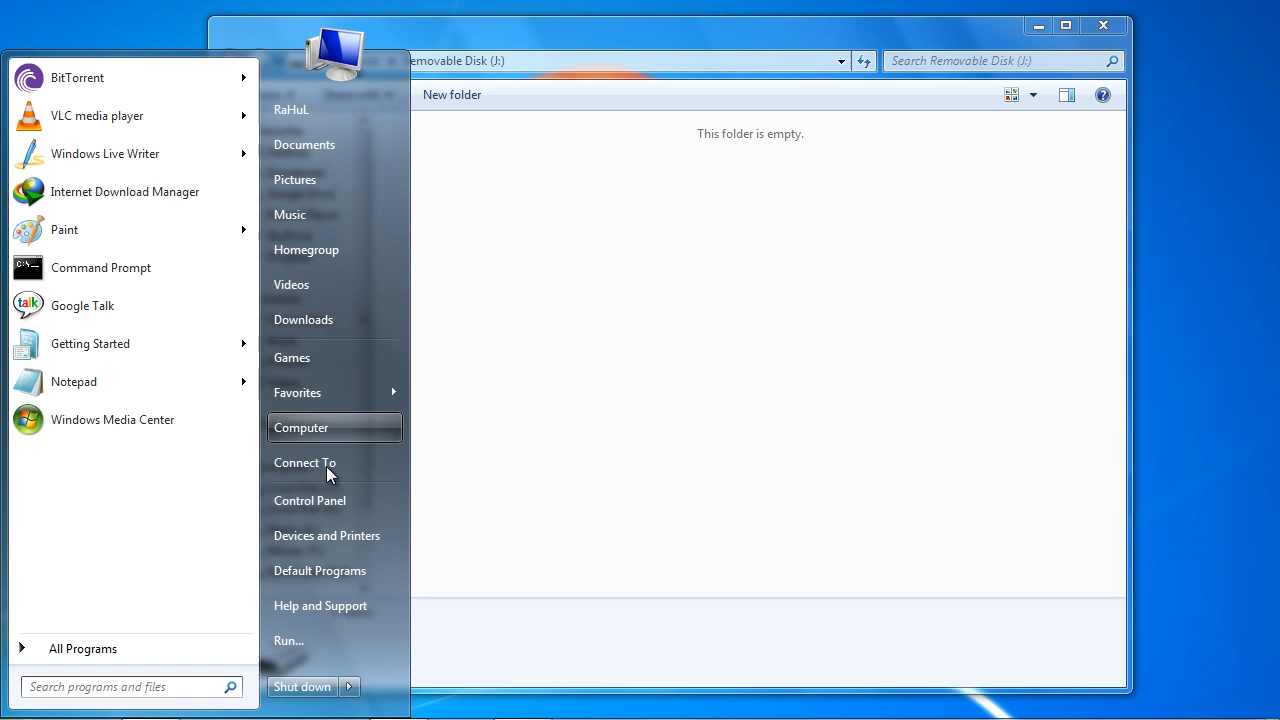 emovable Disk (J:)
Search Removable Disk (J:)
New folder
This folder is empty.
BitTorrent
VLC media player
Windows Live Writer
Internet Download Manager
Paint
Command Prompt
C:\_
Google Talk
talk
Getting Started
Notepad
Windows Media Center
All Programs
Search programs and files
RaHuL
Documents
Pictures
Music
Homegroup
Videos
Downloads
Games
Favorites
Computer
Connect To
Control Panel
Devices and Printers
Default Programs
Help and Support
Run...
Shut down